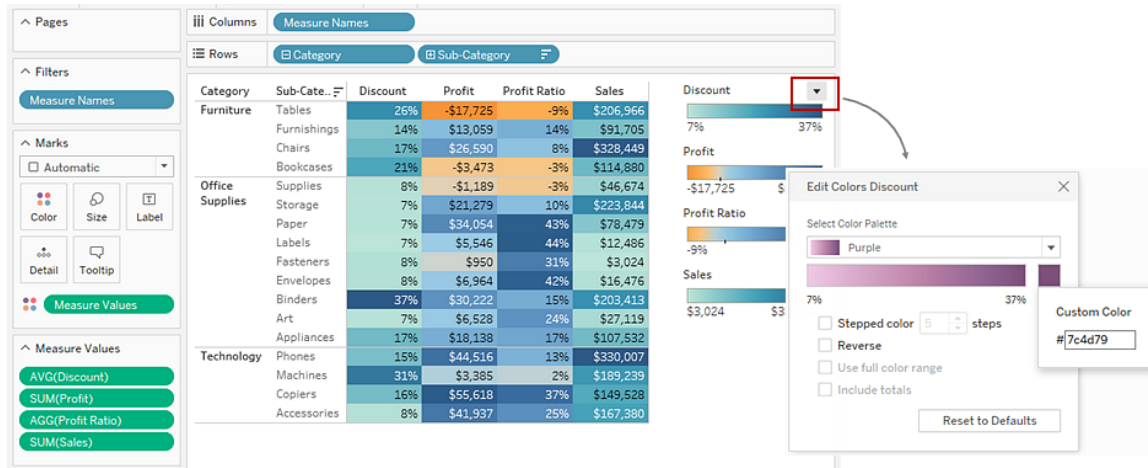 Pages
Columns Measure Names
Rows Category Sub-Category
Filters
Measure Names
Marks
Automatic
Color Size Label
Detail Tooltip
Measure Values
Measure Values
AVG(Discount)
SUM(Profit)
AGG(Profit Ratio)
SUM(Sales)
Category Sub-Cate.. Discount Profit Profit Ratio Sales
Furniture Tables 26% -$17,725 -9% $206,966
Furnishings 14% $13,059 14% $91,705
Chairs 17% $26,590 8% $328,449
Bookcases 21% -$3,473 -3% $114,880
Office Supplies 8% -$1,189 -3% $46,674
Supplies Storage 7% $21,279 10% $223,844
Paper 7% $34,054 43% $78,479
Labels 7% $5,546 44% $12,486
Fasteners 8% $950 31% $3,024
Envelopes 8% $6,964 42% $16,476
Binders 37% $30,222 15% $203,413
Art 7% $6,528 24% $27,119
Appliances 17% $18,138 17% $107,532
Technology Phones 15% $44,516 13% $330,007
Machines 31% $3,385 2% $189,239
Copiers 16% $55,618 37% $149,528
Accessories 8% $41,937 25% $167,380
Discount
7% 37%
Profit
-$17,725 $
Profit Ratio
-9%
Sales
$3,024 $3
Edit Colors Discount
Select Color Palette
Purple
7% 37%
Stepped color 5 steps
Reverse
Use full color range
Include totals
Reset to Defaults
Custom Color
# 7c4d79